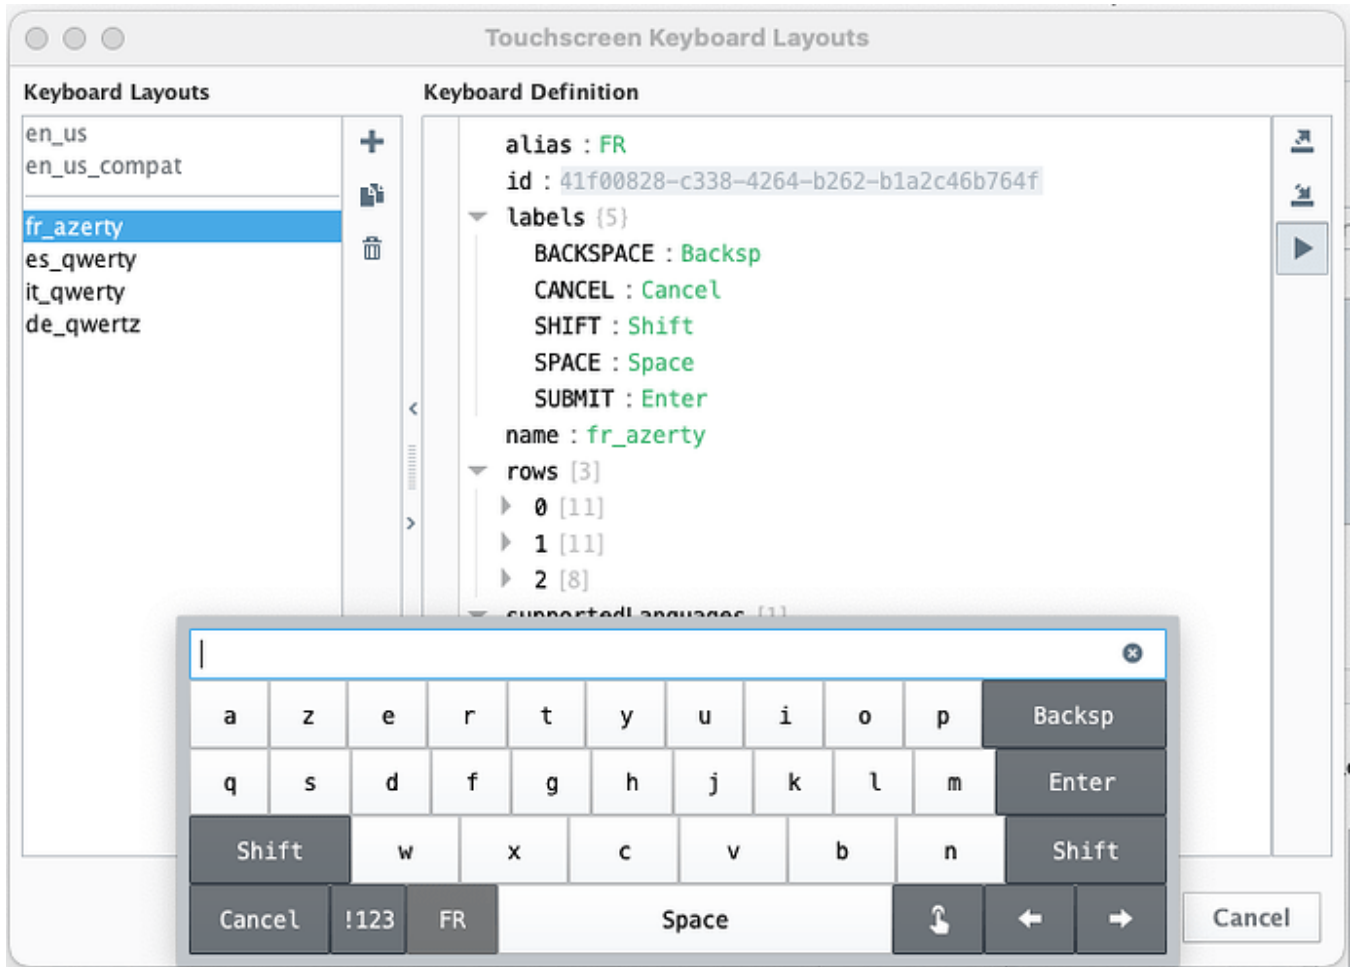 Touchscreen Keyboard Layouts
Keyboard Layouts
Keyboard Definition
en_us
en_us_compat
fr_azerty
es_qwerty
it_qwerty
de_qwertz
alias : FR
id : 41f00828-c338-4264-b262-b1a2c46b764f
labels {5}
BACKSPACE : Backsp
CANCEL : Cancel
SHIFT : Shift
SPACE : Space
SUBMIT : Enter
name : fr_azerty
rows [3]
0 [11]
1 [11]
2 [8]
supportedLanguages [1]
a z e r t y u i o p Backsp
q s d f g h j k l m Enter
Shift w x c v b n Shift
Cancel !123 FR Space
Cancel